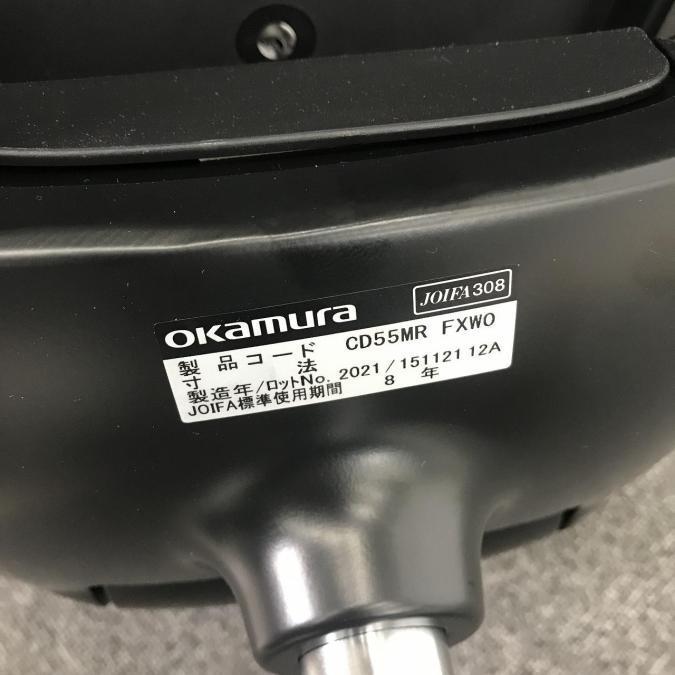 okamura JOIFA308
製品コード CD55MR FXW0
寸法
製造年/ロットNo. 2021/151121 12A
JOIFA標準使用期間 8 年